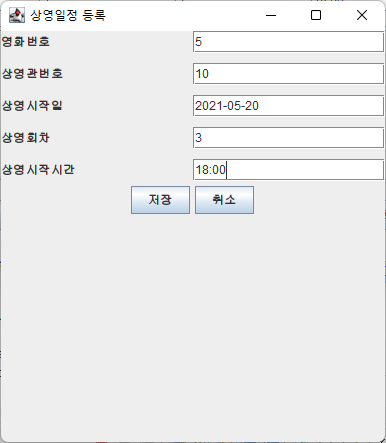 상영일정 등록
영화번호 5
상영관번호 10
상영시작일 2021-05-20
상영회차 3
상영시작시간 18:00
저장 취소